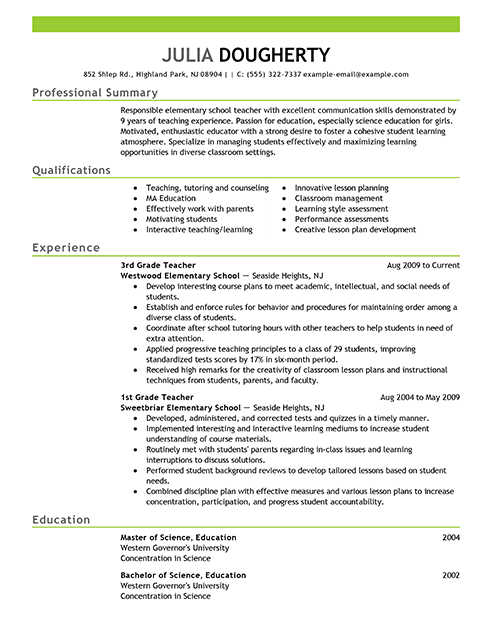 JULIA DOUGHERTY
852 Shlep Rd., Highland Park, NJ 08904 | | C: (555) 322-7337 example-email@example.com
Professional Summary
Responsible elementary school teacher with excellent communication skills demonstrated by
9 years of teaching experience. Passion for education, especially science education for girls.
Motivated, enthusiastic educator with a strong desire to foster a cohesive student learning
atmosphere. Specialize in managing students effectively and maximizing learning
opportunities in diverse classroom settings.
Qualifications
• Teaching, tutoring and counseling
• MA Education
• Effectively work with parents
• Motivating students
• Interactive teaching/learning
• Innovative lesson planning
• Classroom management
• Learning style assessment
• Performance assessments
• Creative lesson plan development
Experience
3rd Grade Teacher Aug 2009 to Current
Westwood Elementary School — Seaside Heights, NJ
• Develop interesting course plans to meet academic, intellectual, and social needs of
students.
• Establish and enforce rules for behavior and procedures for maintaining order among a
diverse class of students.
• Coordinate after school tutoring hours with other teachers to help students in need of
extra attention.
• Applied progressive teaching principles to a class of 29 students, improving
standardized tests scores by 17% in six-month period.
• Received high remarks for the creativity of classroom lesson plans and instructional
techniques from students, parents, and faculty.
1st Grade Teacher Aug 2004 to May 2009
Sweetbriar Elementary School — Seaside Heights, NJ
• Developed, administered, and corrected tests and quizzes in a timely manner.
• Implemented interesting and interactive learning mediums to increase student
understanding of course materials.
• Routinely met with students' parents regarding in-class issues and learning
interruptions to discuss solutions.
• Performed student background reviews to develop tailored lessons based on student
needs.
• Combined discipline plan with effective measures and various lesson plans to increase
concentration, participation, and progress student accountability.
Education
Master of Science, Education 2004
Western Governor's University
Concentration in Science
Bachelor of Science, Education 2002
Western Governor's University
Concentration in Science